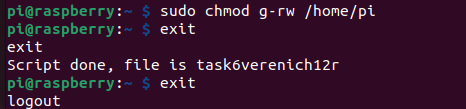 pi@raspberry:~ $ sudo chmod g-rw /home/pi
pi@raspberry:~ $ exit
exit
Script done, file is task6verenich12r
pi@raspberry:~ $ exit
logout